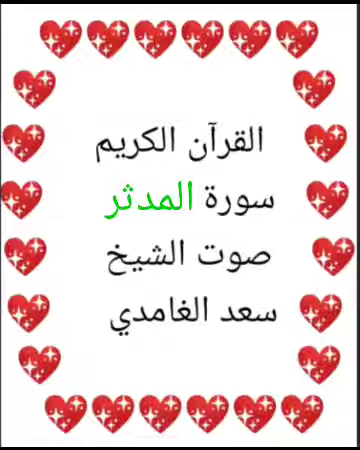 القرآن الكريم
سورة المدثر
صوت الشيخ
سعد الغامدي